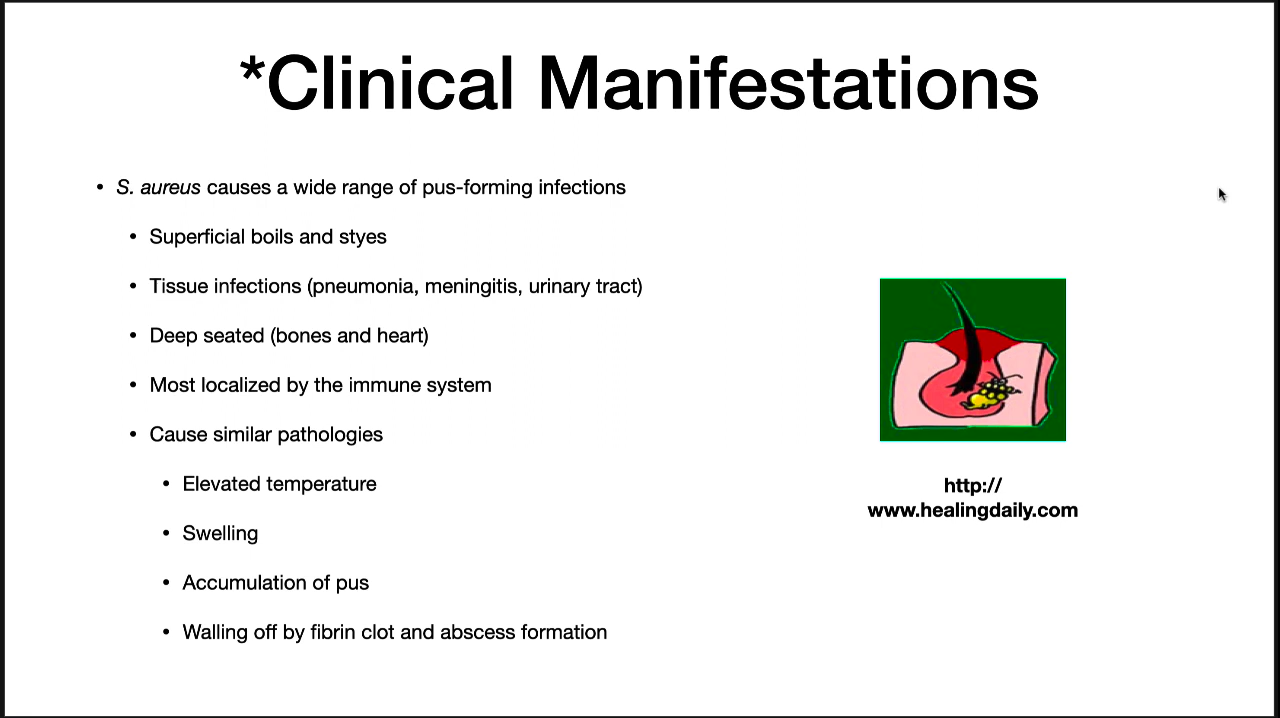 *Clinical Manifestations
• S. aureus causes a wide range of pus-forming infections
• Superficial boils and styes
• Tissue infections (pneumonia, meningitis, urinary tract)
• Deep seated (bones and heart)
• Most localized by the immune system
• Cause similar pathologies
• Elevated temperature
• Swelling
• Accumulation of pus
• Walling off by fibrin clot and abscess formation
http://
www.healingdaily.com